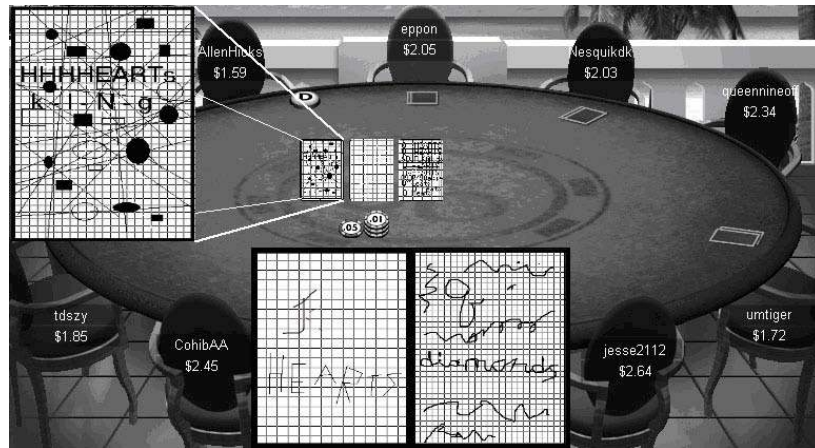 eppon
$2.05
AllenHicks
$1.59
Nesquikdk
$2.03
HHHHEARTs
k - i - N - g
queennineoff
$2.34
D
.05
.01
tdszy
$1.85
CohibAA
$2.45
J
HEARTS
diamonds
jesse2112
$2.64
umtiger
$1.72